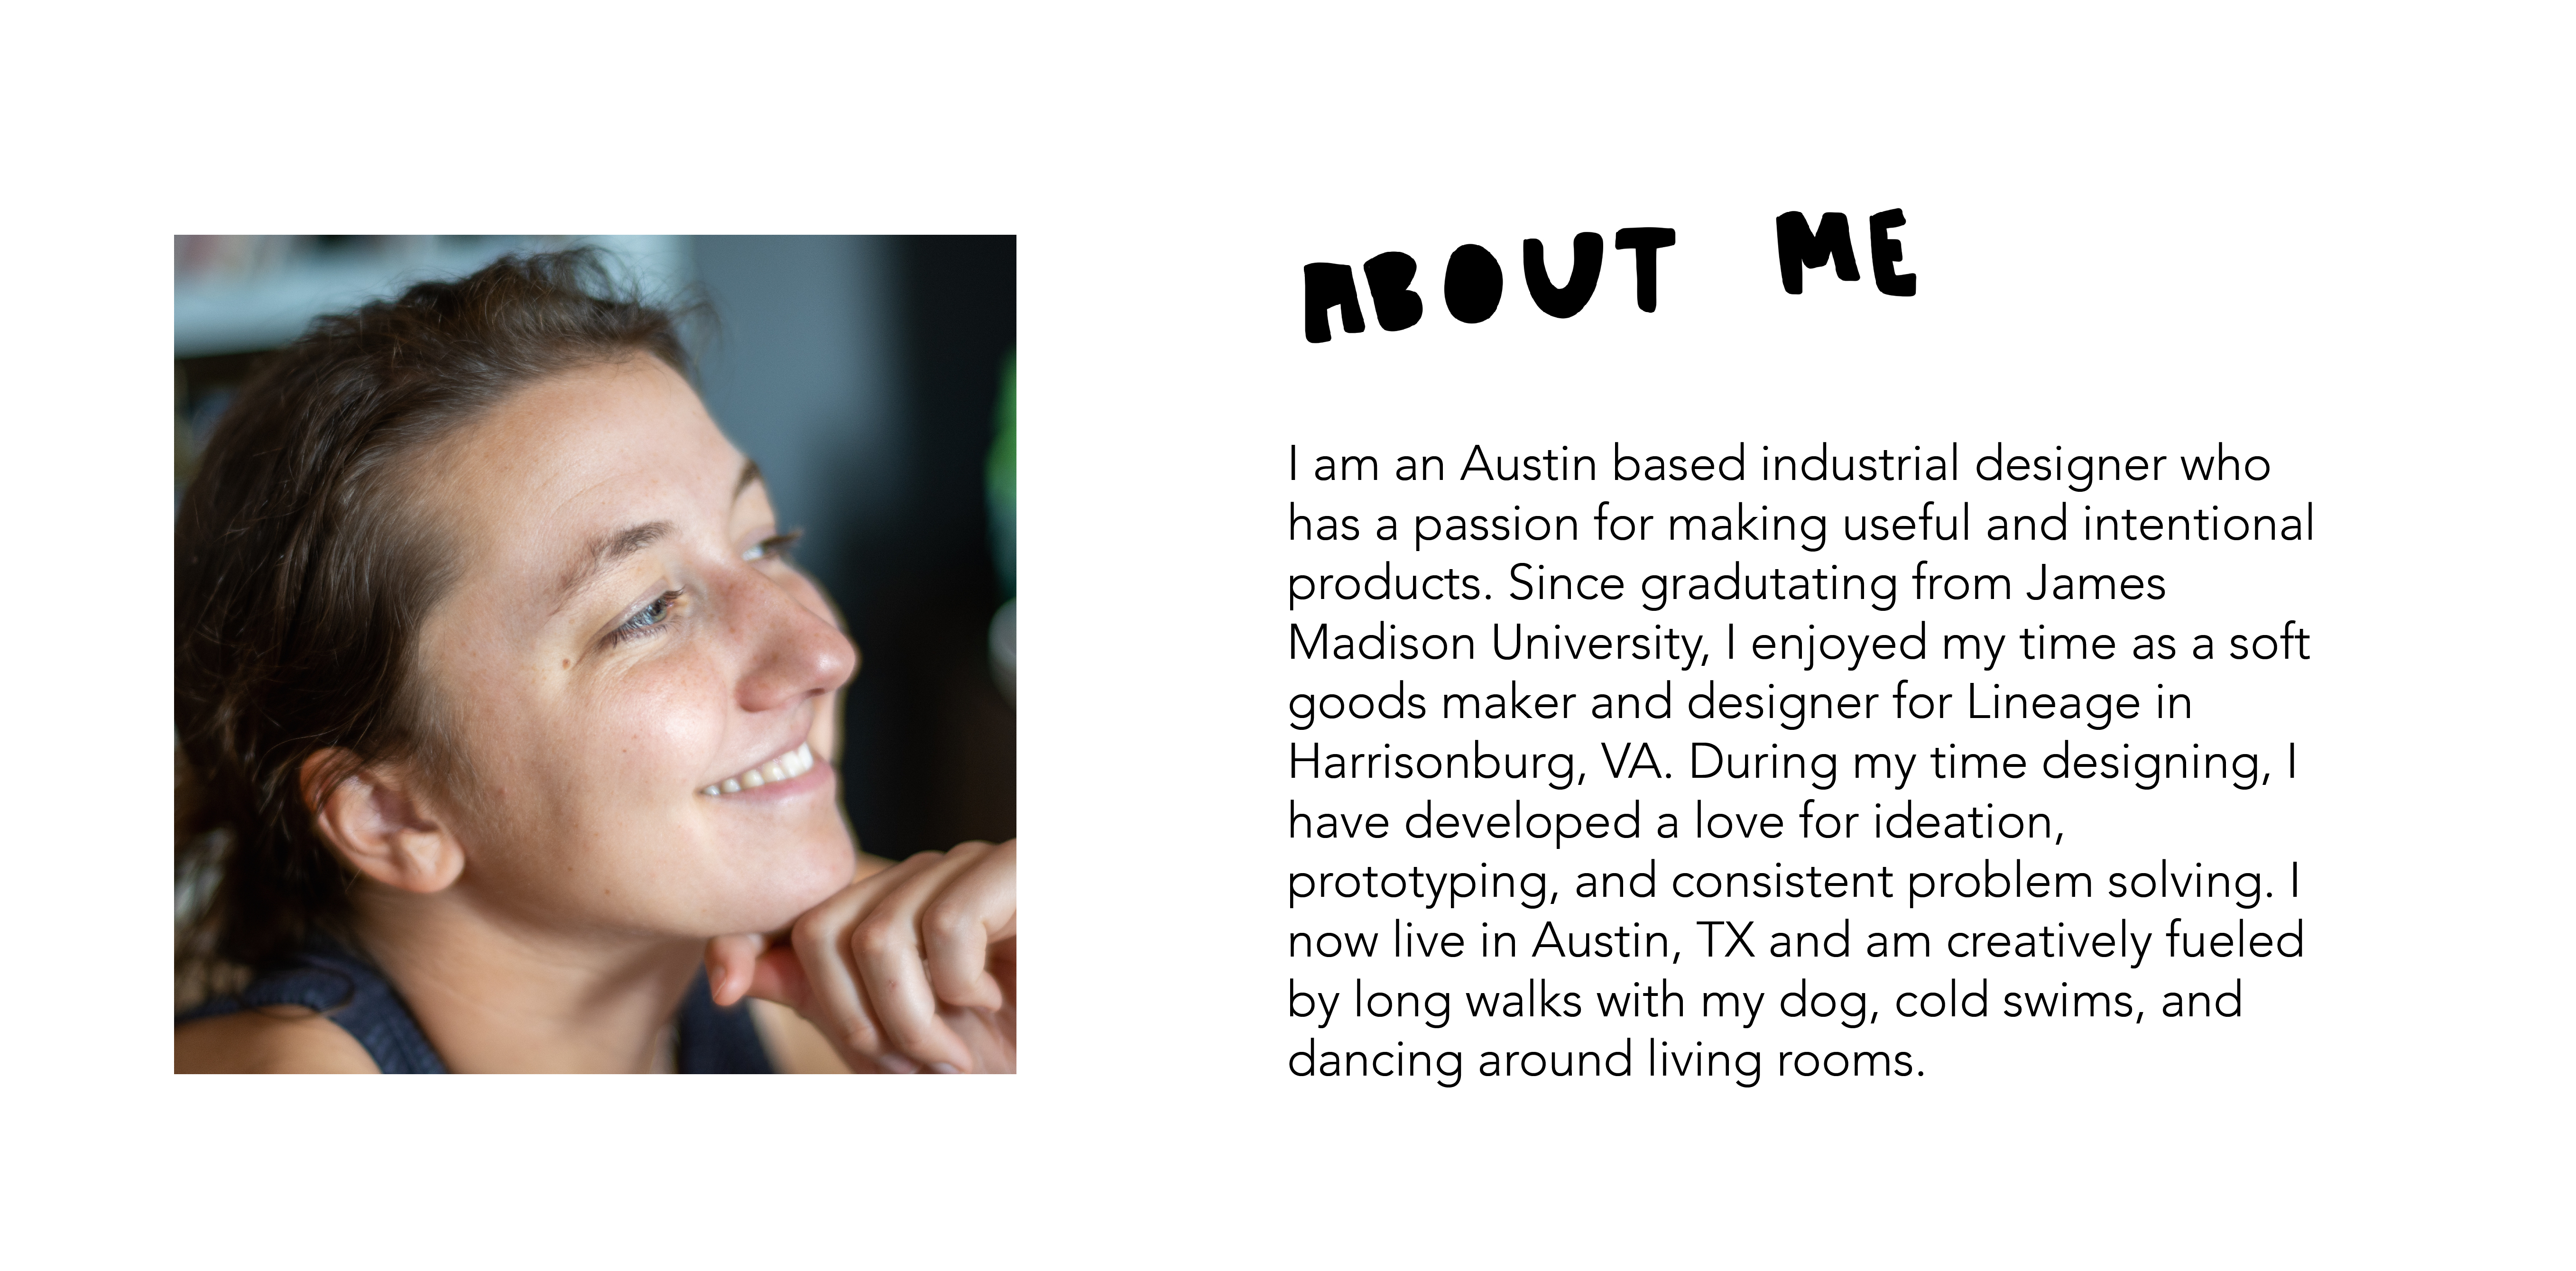 ABOUT ME
I am an Austin based industrial designer who
has a passion for making useful and intentional
products. Since gradutating from James
Madison University, I enjoyed my time as a soft
goods maker and designer for Lineage in
Harrisonburg, VA. During my time designing, I
have developed a love for ideation,
prototyping, and consistent problem solving. I
now live in Austin, TX and am creatively fueled
by long walks with my dog, cold swims, and
dancing around living rooms.